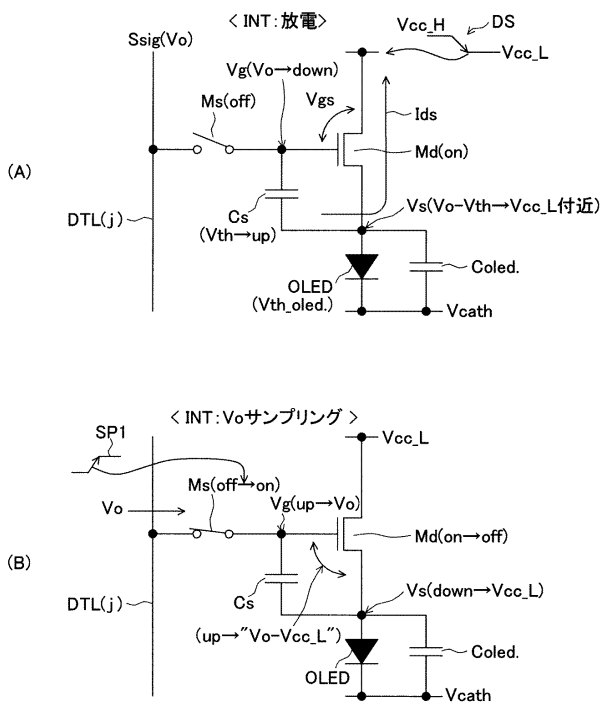 < INT:放電>
Vcc_H
DS
Ssig(Vo)
Vcc_L
Vg(Vo→down)
Vgs
Ms(off)
Ids
Md(on)
(A)
Cs
(Vth→up)
Vs(Vo-Vth→Vcc_L付近)
DTL(j)
OLED
(Vth_oled.)
Coled.
Vcath
< INT:Voサンプリング >
SP1
Vcc_L
Ms(off→on)
Vg(up→Vo)
Vo
Md(on→off)
(B)
Cs
Vs(down→Vcc_L)
DTL(j)
(up→"Vo-Vcc_L")
OLED
Coled.
Vcath